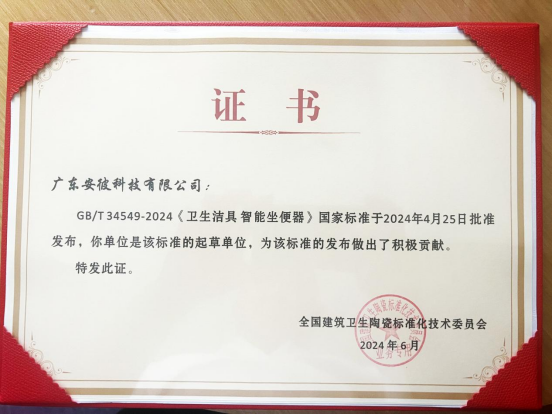 证 书
广东安彼科技有限公司：
GB/T 34549-2024《卫生洁具 智能坐便器》国家标准于2024年4月25日批准
发布，你单位是该标准的起草单位，为该标准的发布做出了积极贡献。
特发此证。
全国建筑卫生陶瓷标准化技术委员会
2024年6月